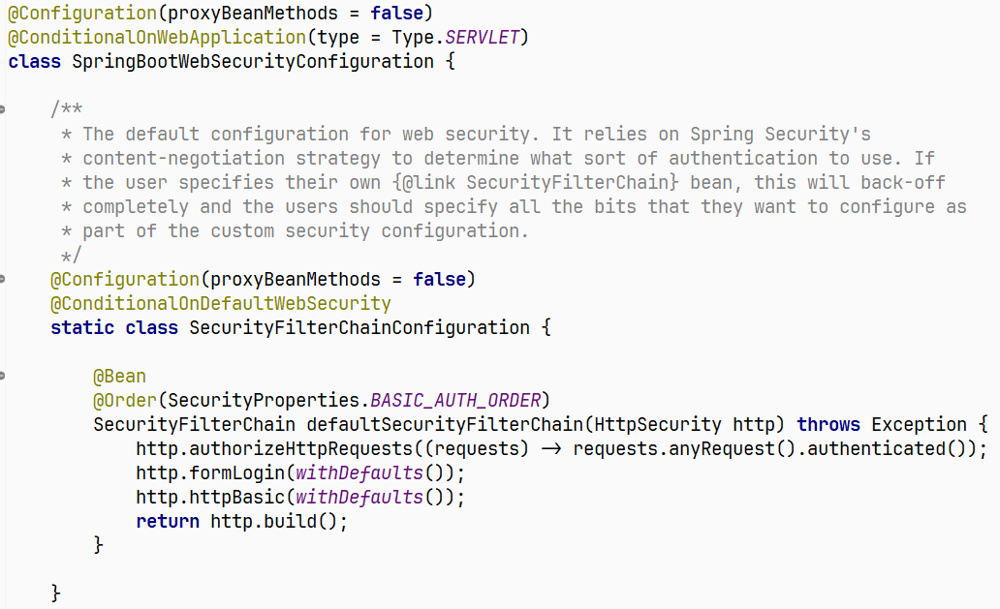 @Configuration(proxyBeanMethods = false)
@ConditionalOnWebApplication(type = Type.SERVLET)
class SpringBootWebSecurityConfiguration {
/**
* The default configuration for web security. It relies on Spring Security's
* content-negotiation strategy to determine what sort of authentication to use. If
* the user specifies their own {@link SecurityFilterChain} bean, this will back-off
* completely and the users should specify all the bits that they want to configure as
* part of the custom security configuration.
*/
@Configuration(proxyBeanMethods = false)
@ConditionalOnDefaultWebSecurity
static class SecurityFilterChainConfiguration {
@Bean
@Order(SecurityProperties.BASIC_AUTH_ORDER)
SecurityFilterChain defaultSecurityFilterChain(HttpSecurity http) throws Exception {
http.authorizeHttpRequests((requests) -> requests.anyRequest().authenticated());
http.formLogin(withDefaults());
http.httpBasic(withDefaults());
return http.build();
}
}